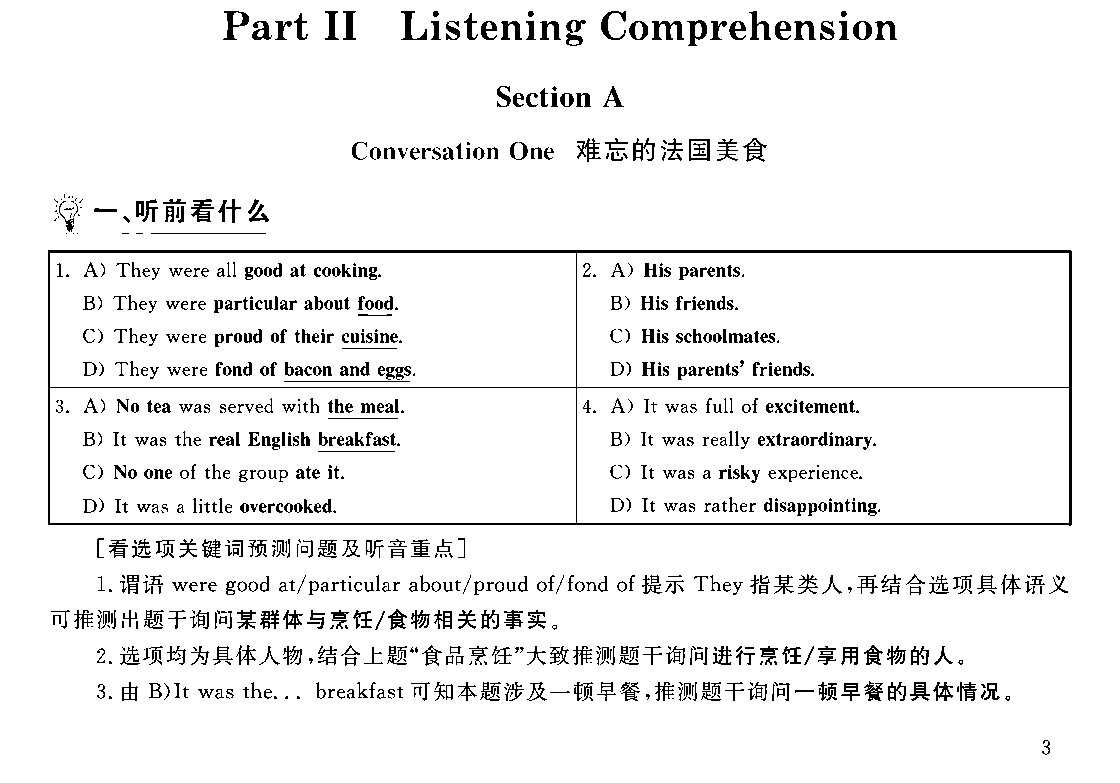 Part II Listening Comprehension
Section A
Conversation One 难忘的法国美食
一、听前看什么
1. A) They were all good at cooking.
B) They were particular about food.
C) They were proud of their cuisine.
D) They were fond of bacon and eggs.
2. A) His parents.
B) His friends.
C) His schoolmates.
D) His parents' friends.
3. A) No tea was served with the meal.
B) It was the real English breakfast.
C) No one of the group ate it.
D) It was a little overcooked.
4. A) It was full of excitement.
B) It was really extraordinary.
C) It was a risky experience.
D) It was rather disappointing.
[看选项关键词预测问题及听音重点]
1. 谓语 were good at/particular about/proud of/fond of 提示 They 指某类人,再结合选项具体语义
可推测出题干询问某群体与烹饪/食物相关的事实。
2. 选项均为具体人物,结合上题“食品烹饪”大致推测题干询问进行烹饪/享用食物的人。
3. 由 B)It was the... breakfast 可知本题涉及一顿早餐,推测题干询问一顿早餐的具体情况。
3